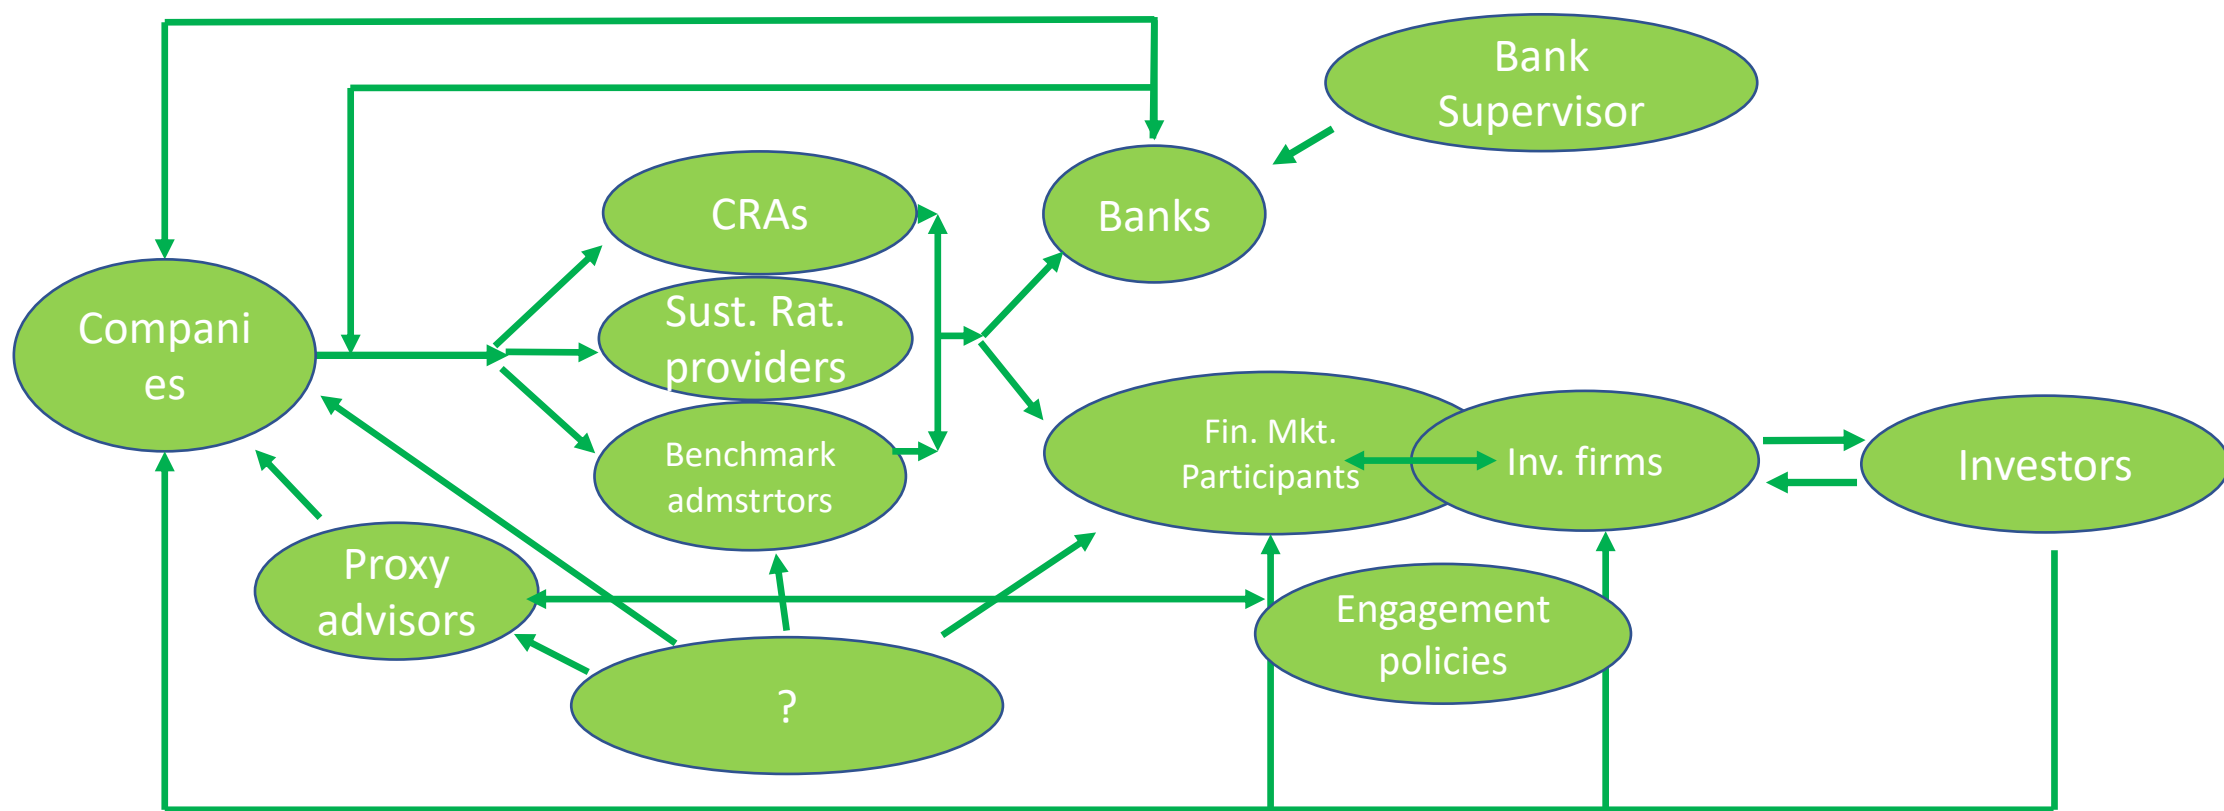 Bank
Supervisor
CRAs
Banks
Compani
es
Sust. Rat.
providers
Benchmark
admstrtors
Fin. Mkt.
Participants
Inv. firms
Investors
Proxy
advisors
Engagement
policies
?